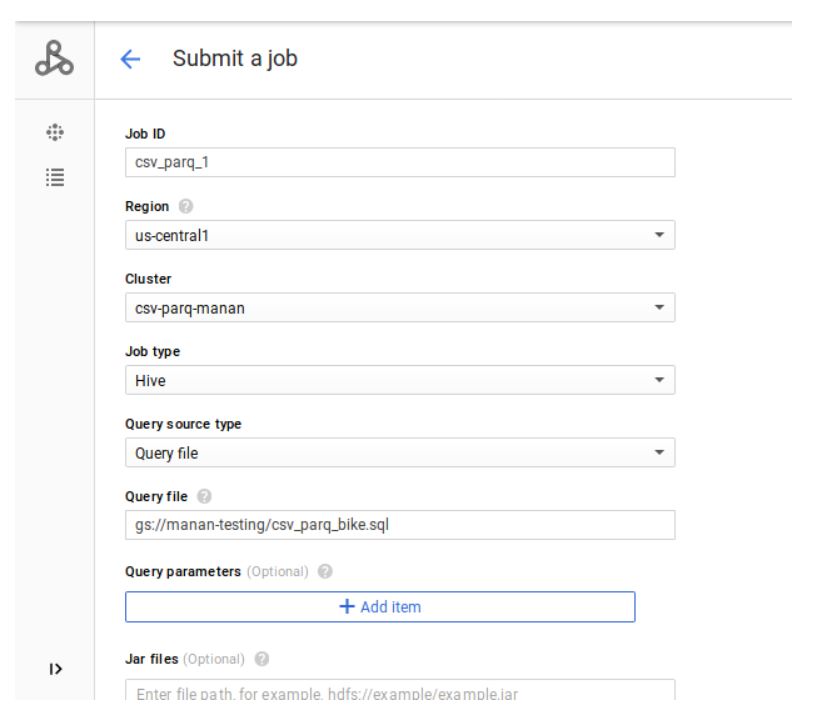 Submit a job
Job ID
csv_parq_1
Region
us-central1
Cluster
csv-parq-manan
Job type
Hive
Query source type
Query file
Query file
gs://manan-testing/csv_parq_bike.sql
Query parameters (Optional)
+ Add item
Jar files (Optional)
Enter file path, for example, hdfs://example/example.jar